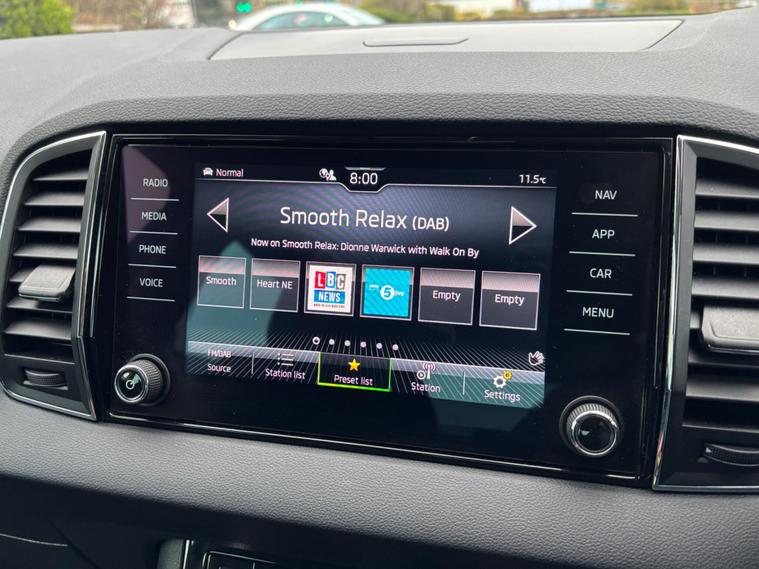 RADIO
MEDIA
PHONE
VOICE
Normal
8:00
11.5°C
Smooth Relax (DAB)
Now on Smooth Relax: Dionne Warwick with Walk On By
Smooth
Heart NE
LBC
NEWS
5 live
Empty
Empty
FM/DAB
Source
Station list
Preset list
Station
Settings
NAV
APP
CAR
MENU